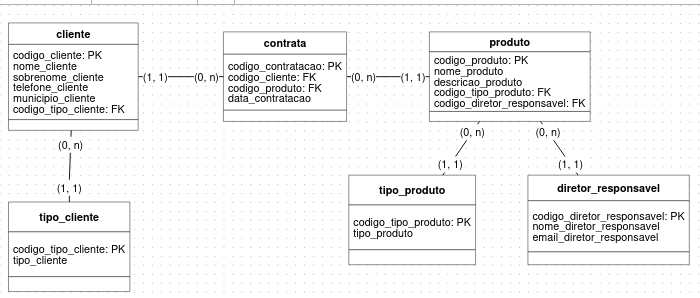 cliente
codigo_cliente: PK
nome_cliente
sobrenome_cliente
telefone_cliente
municipio_cliente
codigo_tipo_cliente: FK
(1, 1)
(0, n)
contrata
codigo_contratacao: PK
codigo_cliente: FK
codigo_produto: FK
data_contratacao
(0, n)
(1, 1)
produto
codigo_produto: PK
nome_produto
descricao_produto
codigo_tipo_produto: FK
codigo_diretor_responsavel: FK
(0, n)
(1, 1)
tipo_cliente
codigo_tipo_cliente: PK
tipo_cliente
(0, n)
(1, 1)
tipo_produto
codigo_tipo_produto: PK
tipo_produto
(0, n)
(1, 1)
diretor_responsavel
codigo_diretor_responsavel: PK
nome_diretor_responsavel
email_diretor_responsavel